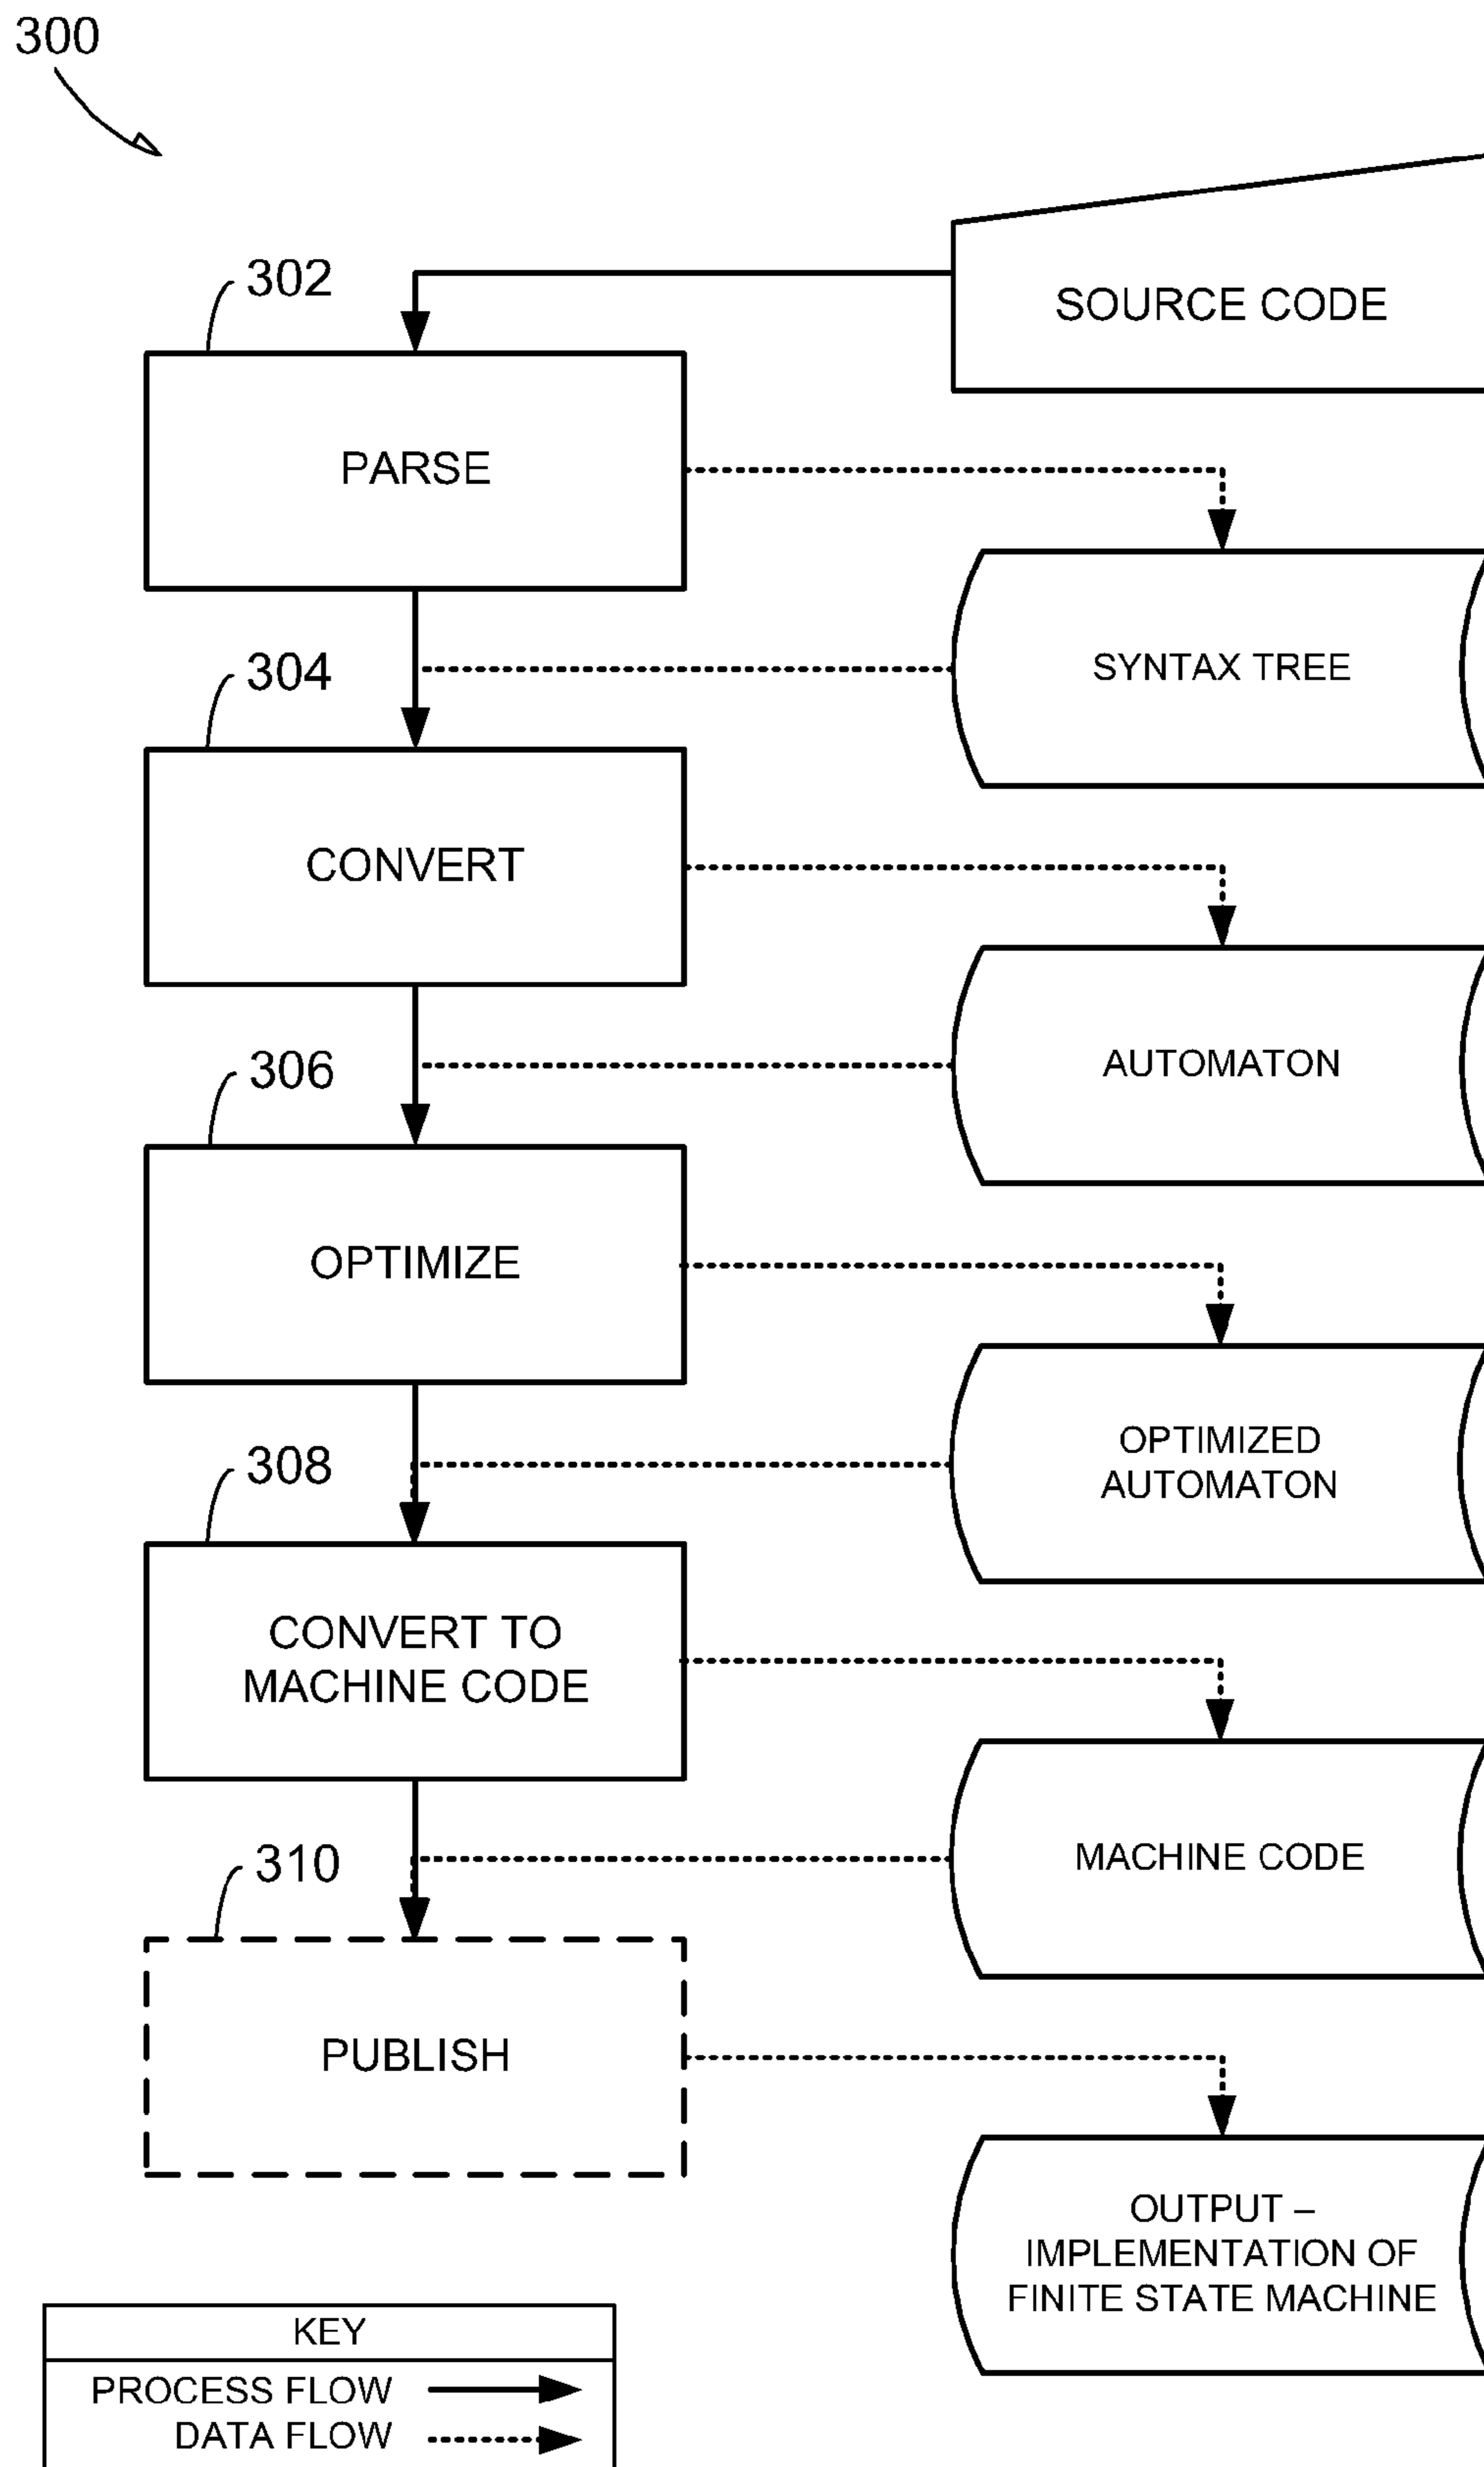 300
302
SOURCE CODE
PARSE
304
SYNTAX TREE
CONVERT
306
AUTOMATON
OPTIMIZE
308
OPTIMIZED
AUTOMATON
CONVERT TO
MACHINE CODE
310
MACHINE CODE
PUBLISH
OUTPUT –
IMPLEMENTATION OF
FINITE STATE MACHINE
KEY
PROCESS FLOW
DATA FLOW